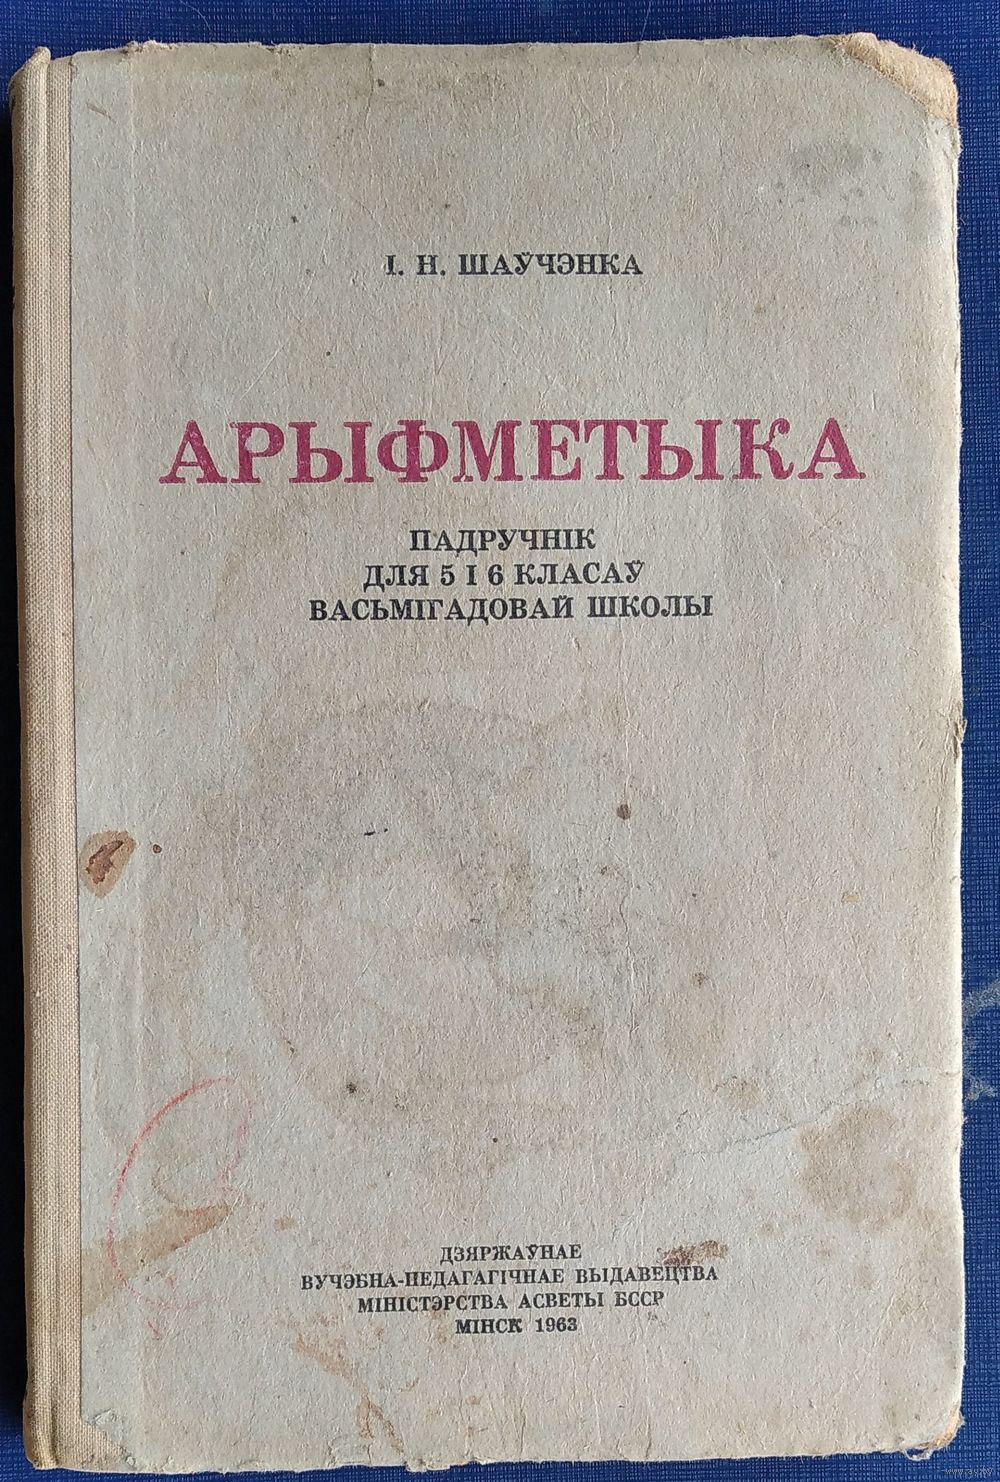 І. Н. ШАЎЧЭНКА
АРЫФМЕТЫКА
ПАДРУЧНІК
ДЛЯ 5 І 6 КЛАСАЎ
ВАСЬМІГАДОВАЙ ШКОЛЫ
ДЗЯРЖАЎНАЕ
ВУЧЭБНА-ПЕДАГАГІЧНАЕ ВЫДАВЕЦТВА
МІНІСТЭРСТВА АСВЕТЫ БССР
МІНСК 1963